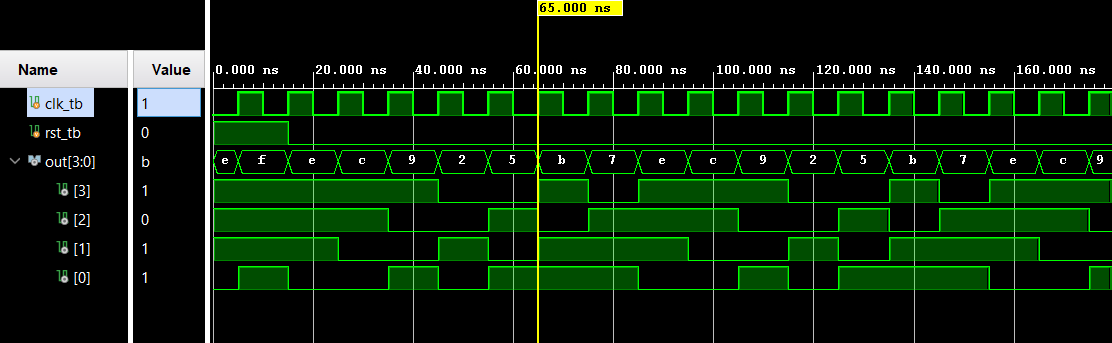 65.000 ns
Name Value 0.000 ns 20.000 ns 40.000 ns 60.000 ns 80.000 ns 100.000 ns 120.000 ns 140.000 ns 160.000 ns
clk_tb 1
rst_tb 0
out[3:0] b e f e c 9 2 5 b 7 e c 9 2 5 b 7 e c 9
[3] 1
[2] 0
[1] 1
[0] 1